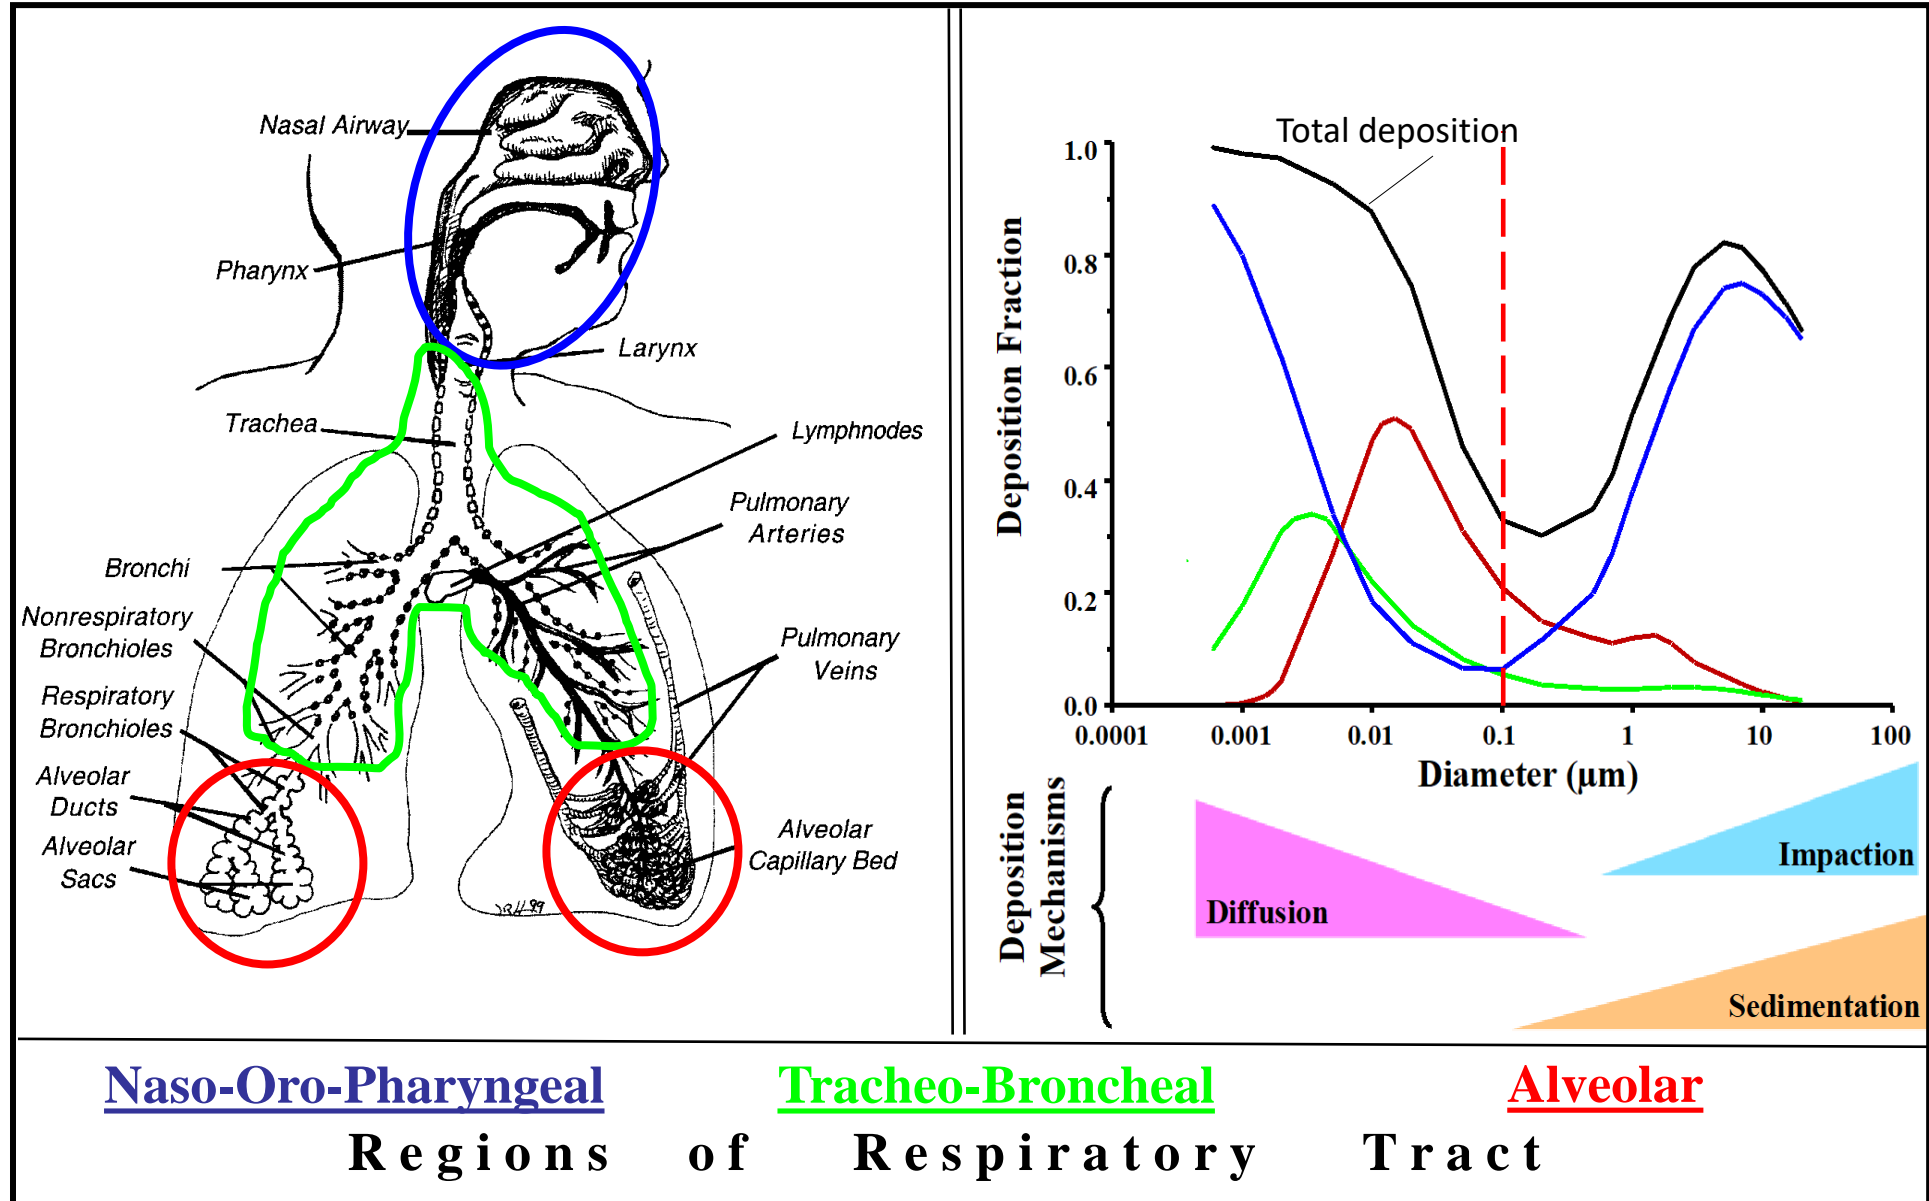 Nasal Airway
Pharynx
Larynx
Trachea
Lymphnodes
Pulmonary
Arteries
Bronchi
Nonrespiratory
Bronchioles
Pulmonary
Veins
Respiratory
Bronchioles
Alveolar
Ducts
Alveolar
Sacs
Alveolar
Capillary Bed
Total deposition
Deposition Fraction
1.0
0.8
0.6
0.4
0.2
0.0
0.0001 0.001 0.01 0.1 1 10 100
Diameter (µm)
Deposition
Mechanisms
Impaction
Diffusion
Sedimentation
Naso-Oro-Pharyngeal Tracheo-Broncheal Alveolar
Regions of Respiratory Tract